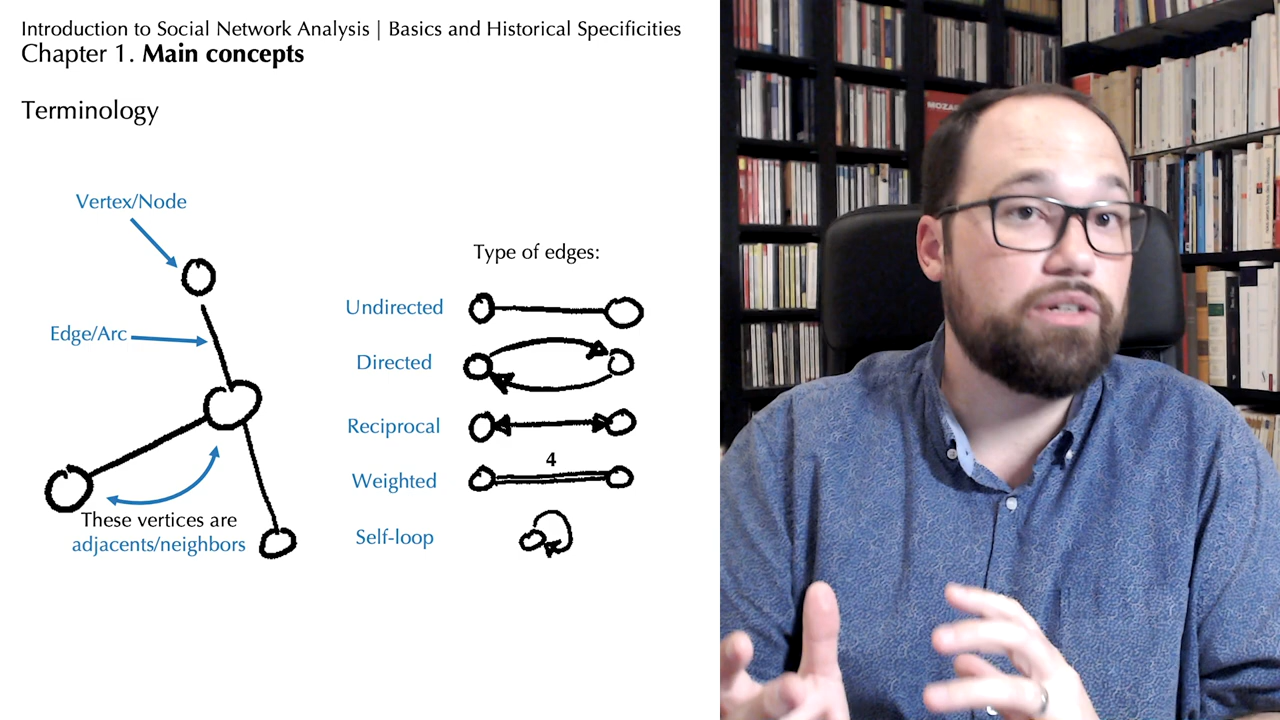 Introduction to Social Network Analysis | Basics and Historical Specificities
Chapter 1. Main concepts
Terminology
Vertex/Node
Edge/Arc
These vertices are
adjacents/neighbors
Type of edges:
Undirected
Directed
Reciprocal
4
Weighted
Self-loop